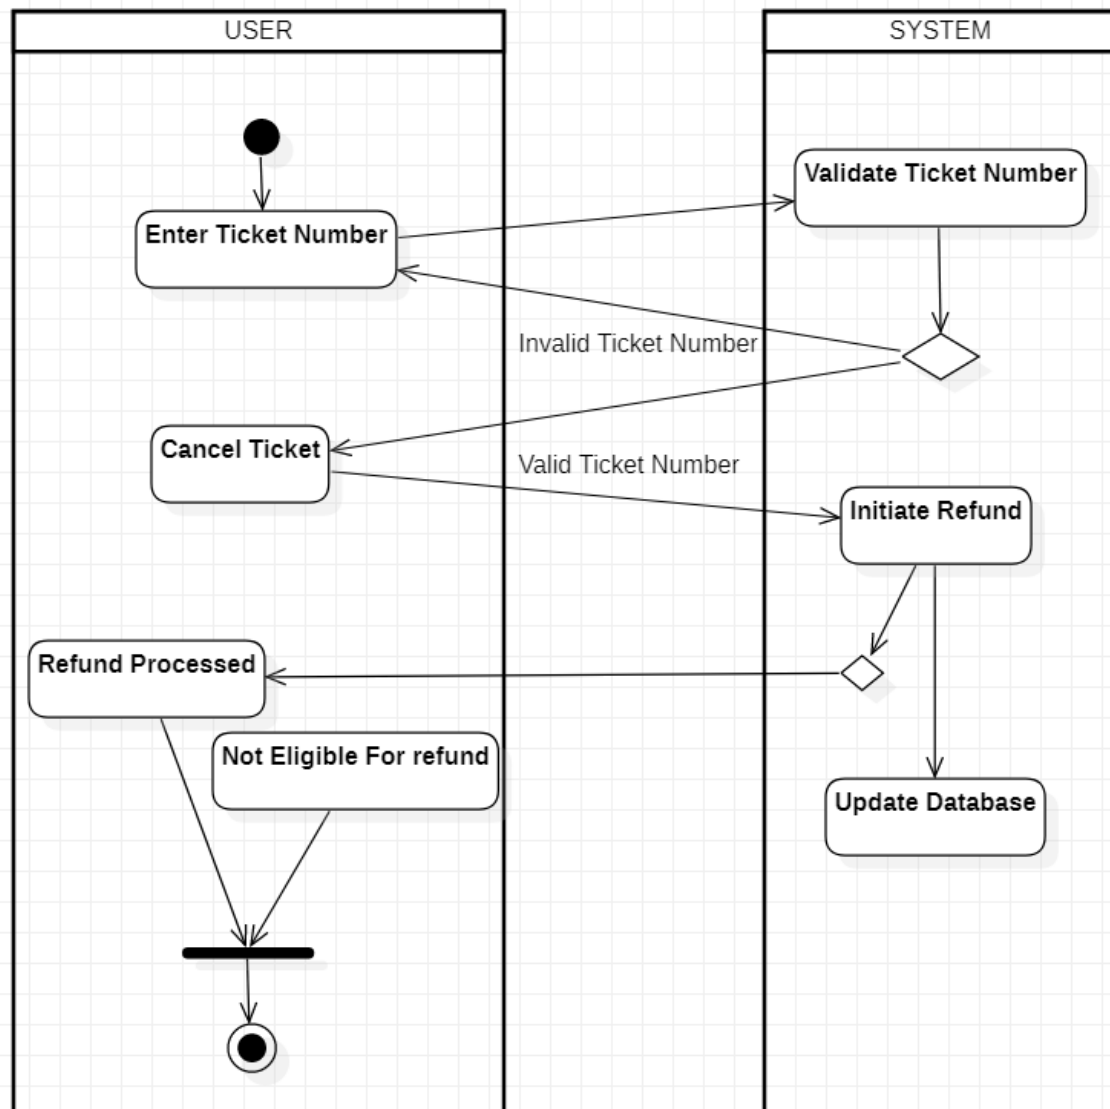 USER
SYSTEM
Validate Ticket Number
Enter Ticket Number
Invalid Ticket Number
Cancel Ticket
Valid Ticket Number
Initiate Refund
Refund Processed
Not Eligible For refund
Update Database